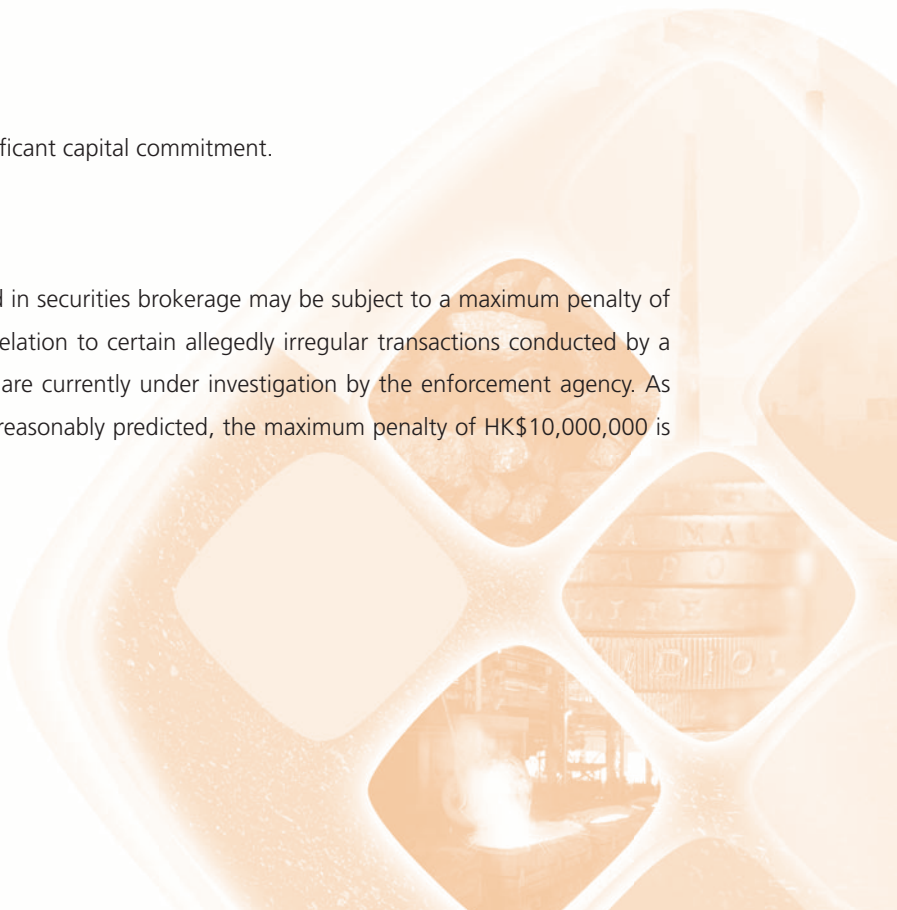 capital commitment.
in securities brokerage may be subject to a maximum penalty of
to certain allegedly irregular transactions conducted by a
are currently under investigation by the enforcement agency. As
reasonably predicted, the maximum penalty of HK$10,000,000 is